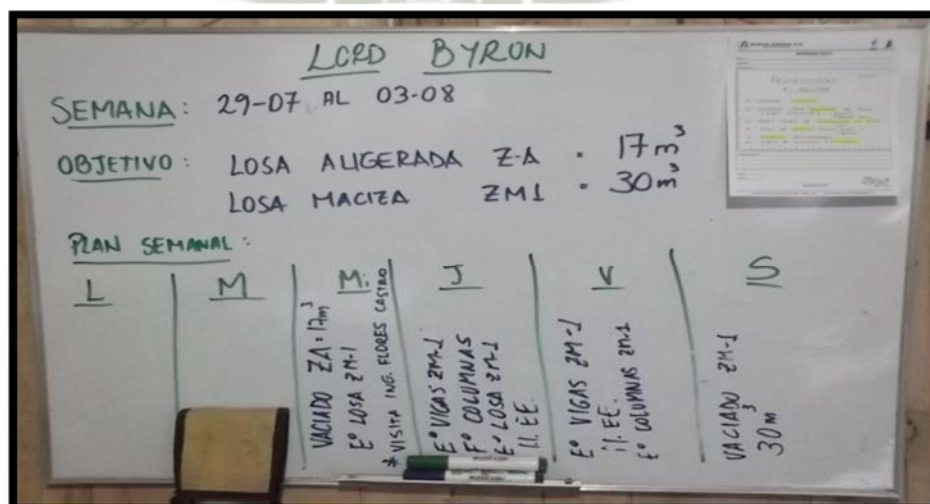 LORD BYRON
SEMANA: 29-07 AL 03-08
OBJETIVO: LOSA ALIGERADA Z-A • 17m³
LOSA MACIZA ZM1 • 30m³
PLAN SEMANAL:
L
M
Mi
VACIADO ZA=17m³
Eº LOSA ZM-1
* VISITA ING. FLORES CASTRO
J
Eº VIGAS ZM-1
Fº COLUMNAS
Eº LOSA ZM-1
II.EE.
V
Eº VIGAS ZM-1
II.EE.
Eº COLUMNAS ZM-1
S
VACIADO ZM-1
30m³